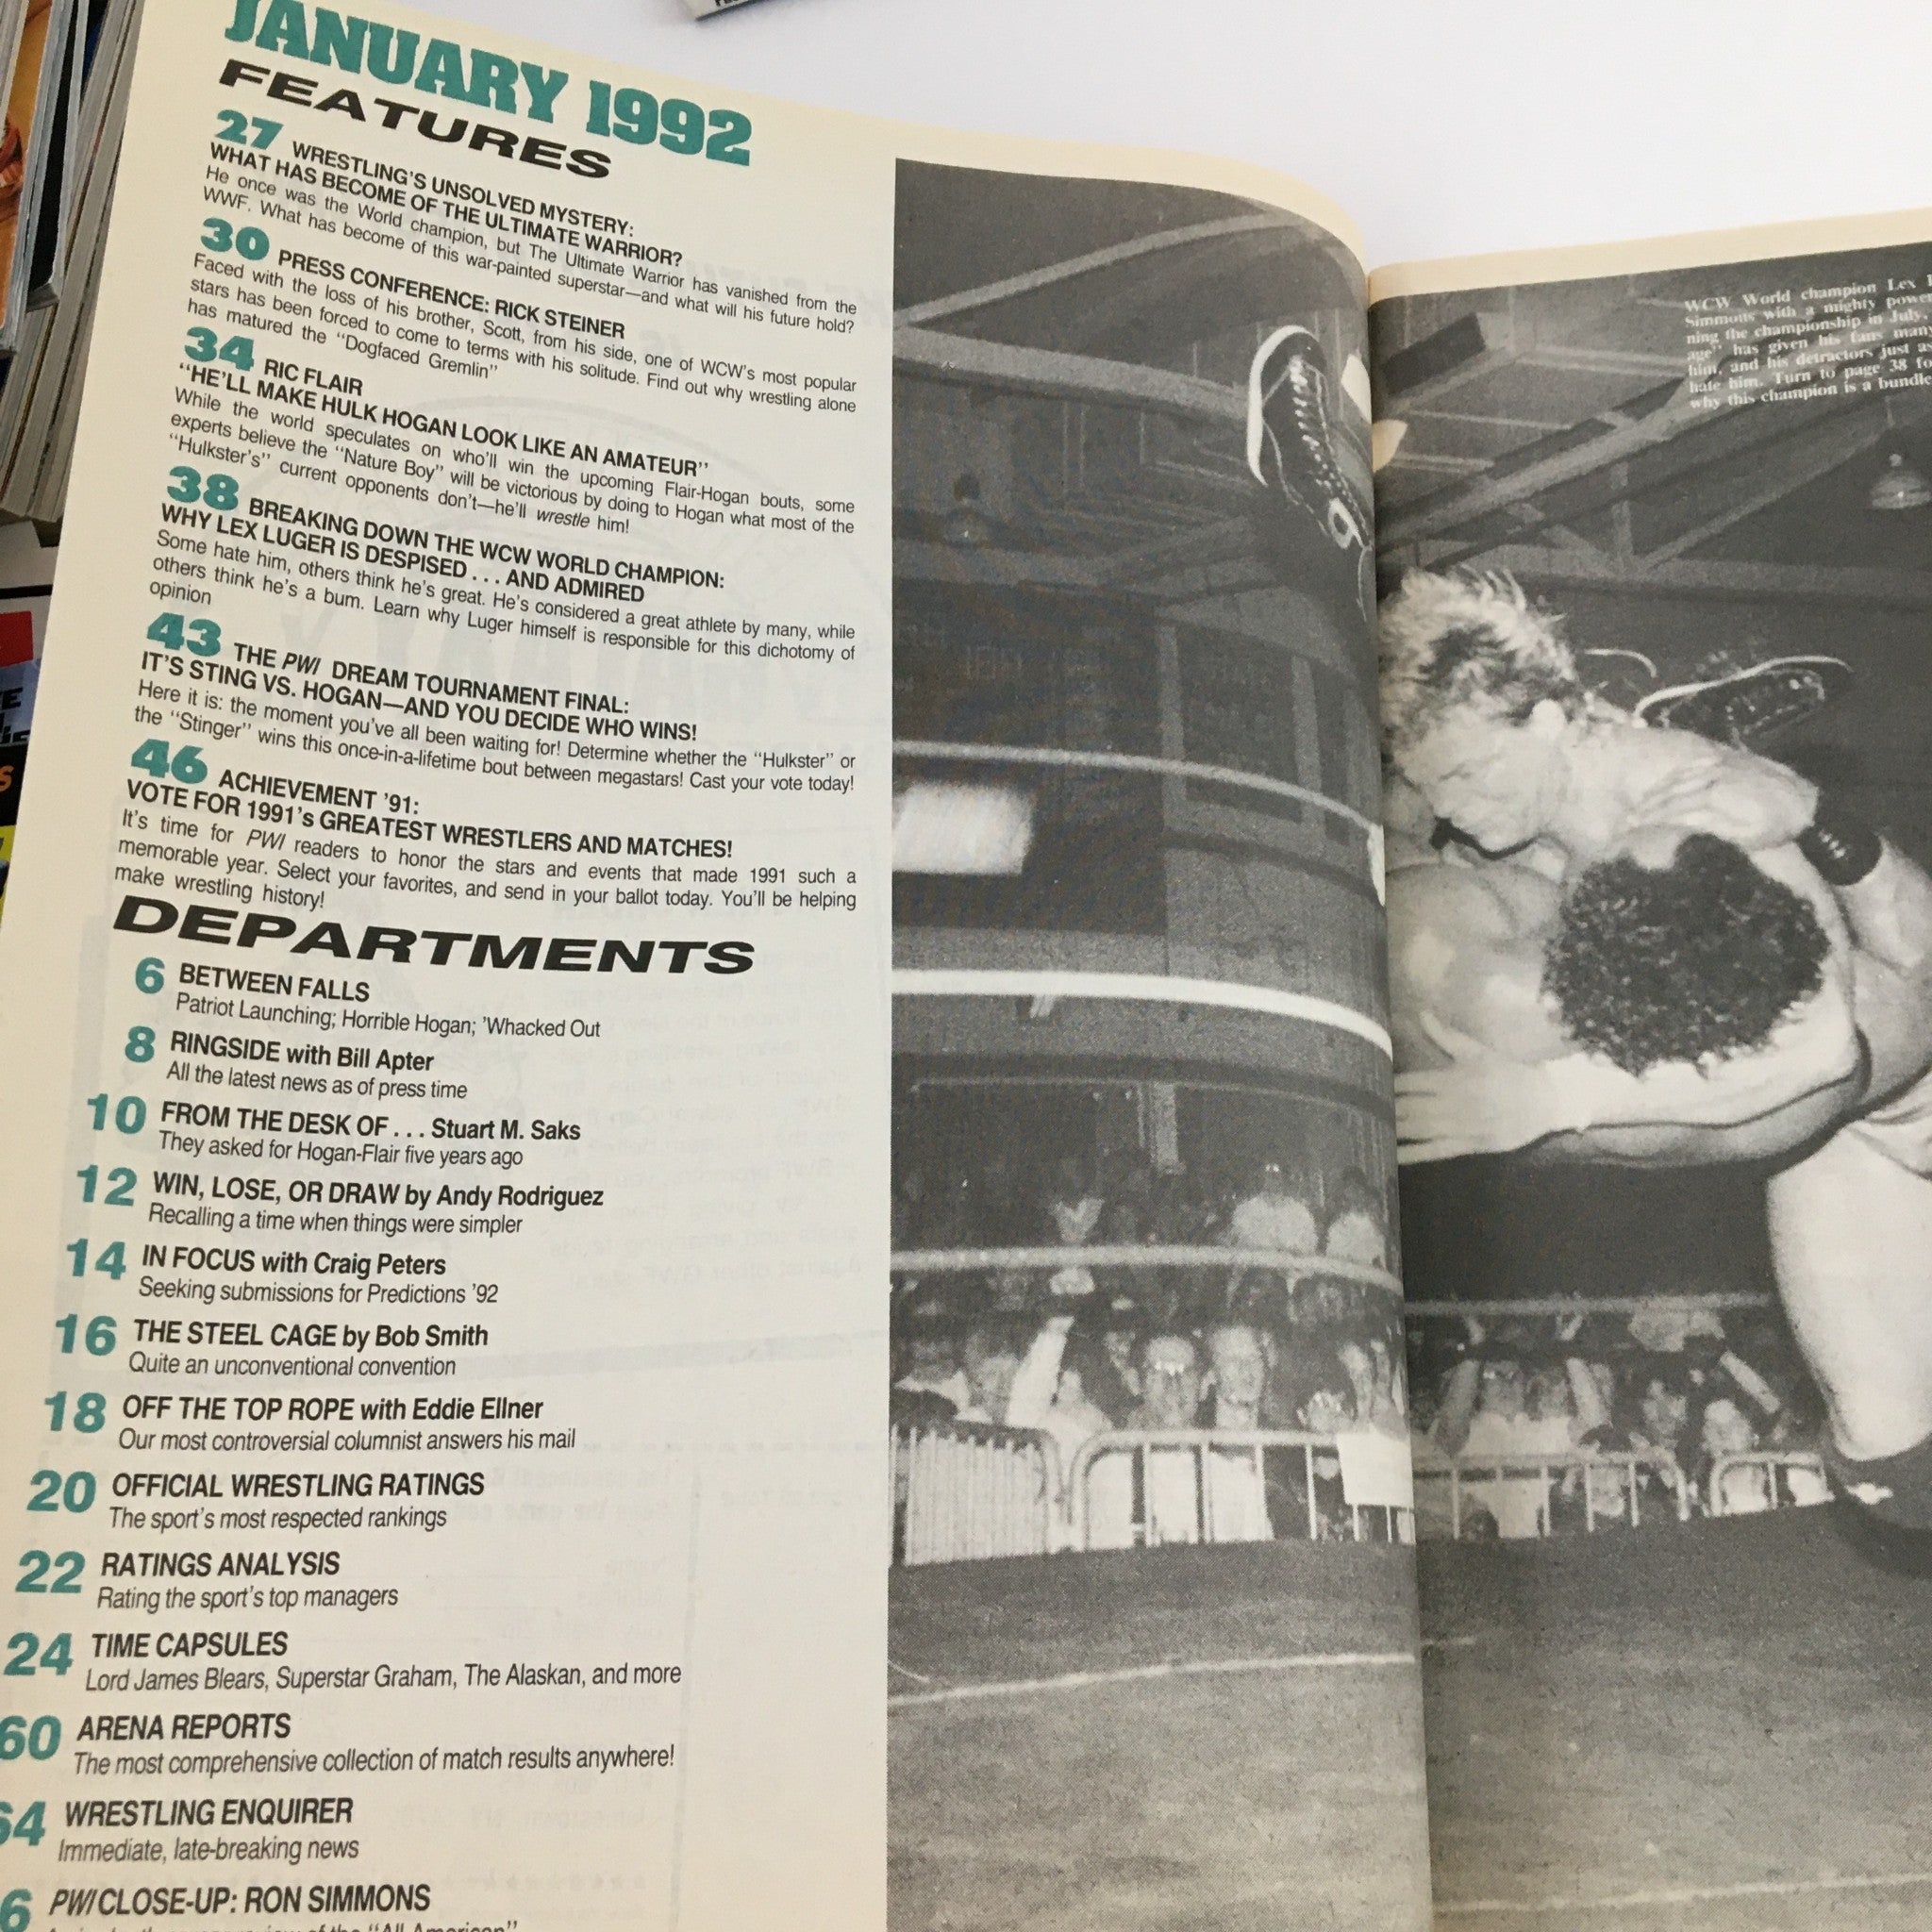 JANUARY 1992
FEATURES
27 WRESTLING'S UNSOLVED MYSTERY:
WHAT HAS BECOME OF THE ULTIMATE WARRIOR?
He once was the World champion, but The Ultimate Warrior has vanished from the
WWF. What has become of this war-painted superstar—and what will his future hold?
30 PRESS CONFERENCE: RICK STEINER
Faced with the loss of his brother, Scott, from his side, one of WCW's most popular
stars has been forced to come to terms with his solitude. Find out why wrestling alone
has matured the "Dogfaced Gremlin"
34 RIC FLAIR
"HE'LL MAKE HULK HOGAN LOOK LIKE AN AMATEUR"
While the world speculates on who'll win the upcoming Flair-Hogan bouts, some
experts believe the "Nature Boy" will be victorious by doing to Hogan what most of the
"Hulkster's" current opponents don't—he'll wrestle him!
38 BREAKING DOWN THE WCW WORLD CHAMPION:
WHY LEX LUGER IS DESPISED . . . AND ADMIRED
Some hate him, others think he's great. He's considered a great athlete by many, while
others think he's a bum. Learn why Luger himself is responsible for this dichotomy of
opinion
43 THE PWI DREAM TOURNAMENT FINAL:
IT'S STING VS. HOGAN—AND YOU DECIDE WHO WINS!
Here it is: the moment you've all been waiting for! Determine whether the "Hulkster" or
the "Stinger" wins this once-in-a-lifetime bout between megastars! Cast your vote today!
46 ACHIEVEMENT '91:
VOTE FOR 1991's GREATEST WRESTLERS AND MATCHES!
It's time for PWI readers to honor the stars and events that made 1991 such a
memorable year. Select your favorites, and send in your ballot today. You'll be helping
make wrestling history!
DEPARTMENTS
6 BETWEEN FALLS
Patriot Launching; Horrible Hogan; 'Whacked Out
8 RINGSIDE with Bill Apter
All the latest news as of press time
10 FROM THE DESK OF . . . Stuart M. Saks
They asked for Hogan-Flair five years ago
12 WIN, LOSE, OR DRAW by Andy Rodriguez
Recalling a time when things were simpler
14 IN FOCUS with Craig Peters
Seeking submissions for Predictions '92
16 THE STEEL CAGE by Bob Smith
Quite an unconventional convention
18 OFF THE TOP ROPE with Eddie Ellner
Our most controversial columnist answers his mail
20 OFFICIAL WRESTLING RATINGS
The sport's most respected rankings
22 RATINGS ANALYSIS
Rating the sport's top managers
24 TIME CAPSULES
Lord James Blears, Superstar Graham, The Alaskan, and more
60 ARENA REPORTS
The most comprehensive collection of match results anywhere!
64 WRESTLING ENQUIRER
Immediate, late-breaking news
6 PWI CLOSE-UP: RON SIMMONS
of the "All American"
WCW World champion Lex
Simmons with a mighty
ning the championship in July,
age" has given his fans
him, and his detractors just as
hate him. Turn to page 38
why this champion is a bundle